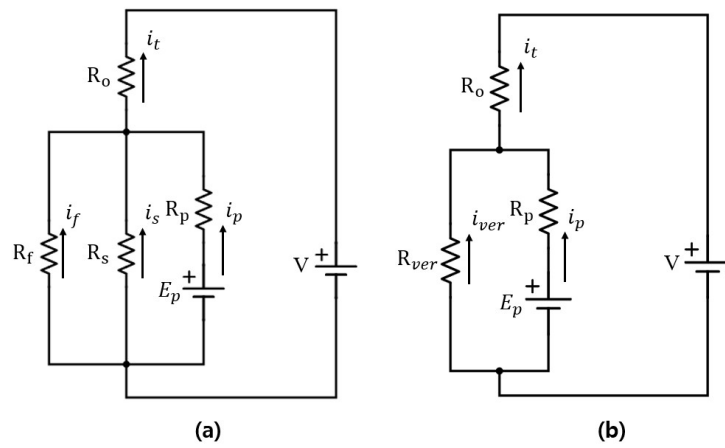 i_t
R_o
i_f
i_s
R_p
i_p
R_f
R_s
E_p
V
+
+
(a)
i_t
R_o
i_ver
R_p
i_p
R_ver
E_p
V
+
+
(b)